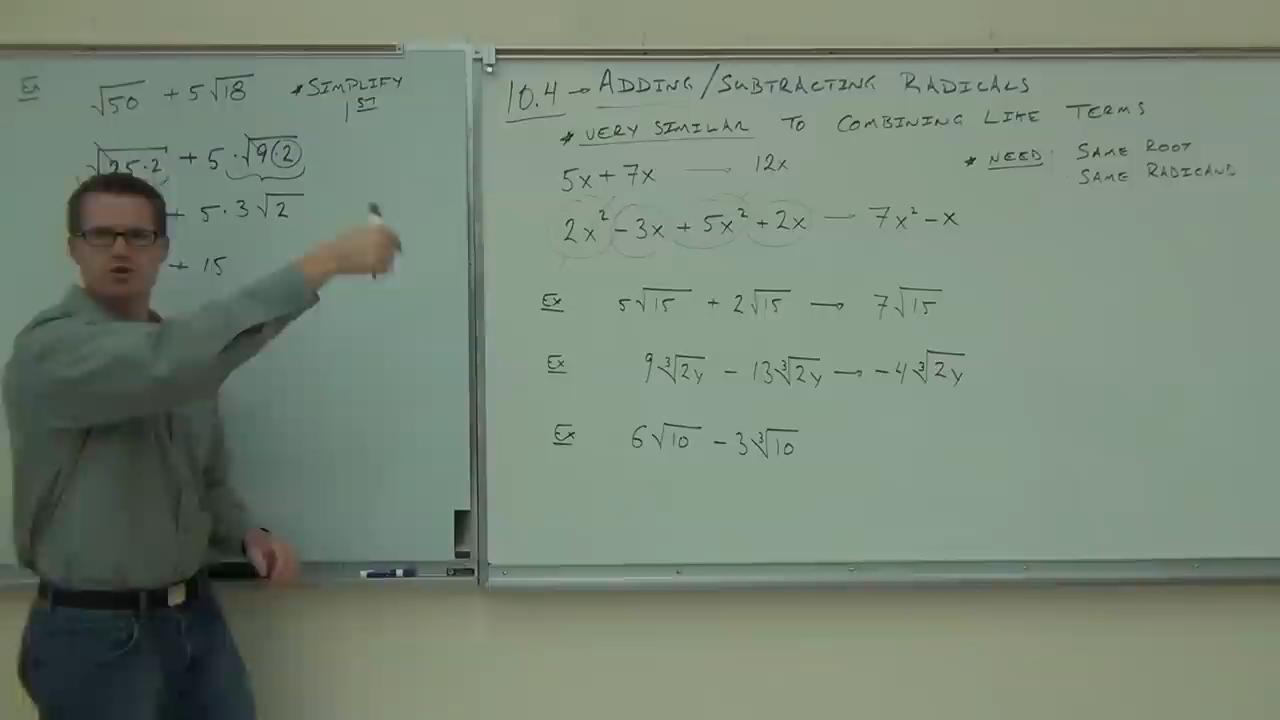 Ex √50 + 5√18 * SIMPLIFY 1ST
√25·2 + 5·√9·2
+ 5·3√2
+ 15
10.4 → ADDING/SUBTRACTING RADICALS
* VERY SIMILAR TO COMBINING LIKE TERMS
* NEED: SAME ROOT
SAME RADICAND
5x + 7x → 12x
2x² - 3x + 5x² + 2x → 7x² - x
Ex 5√15 + 2√15 → 7√15
Ex 9∛2y - 13∛2y → -4∛2y
Ex 6√10 - 3∛10